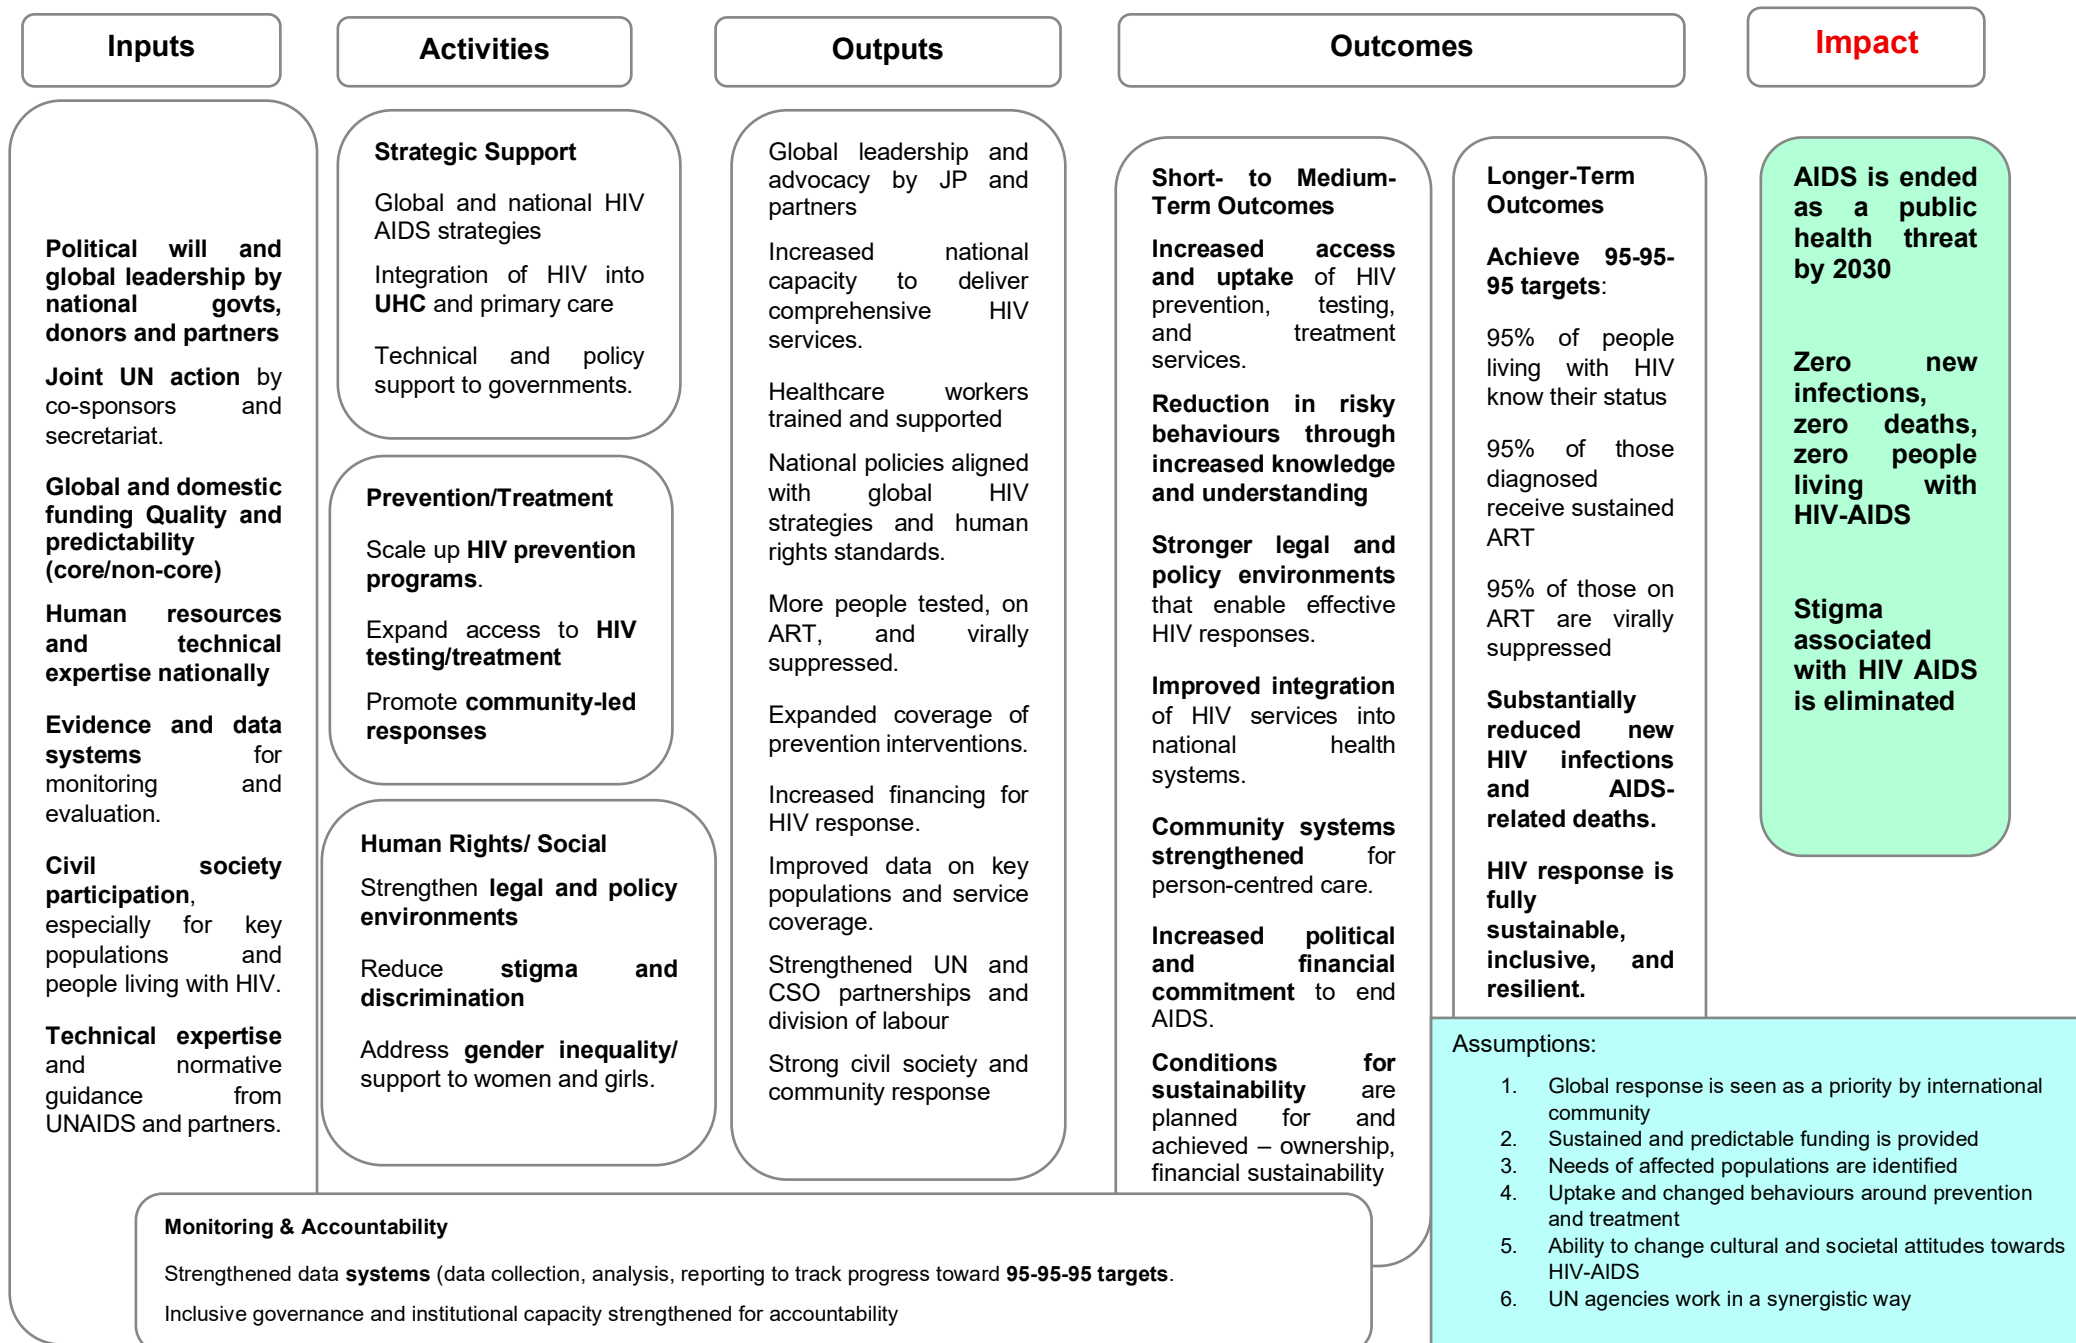 Inputs
Activities
Outputs
Outcomes
Impact
Political will and
global leadership by
national govts,
donors and partners
Joint UN action by
co-sponsors and
secretariat.
Global and domestic
funding Quality and
predictability
(core/non-core)
Human resources
and technical
expertise nationally
Evidence and data
systems for
monitoring and
evaluation.
Civil society
participation,
especially for key
populations and
people living with HIV.
Technical expertise
and normative
guidance from
UNAIDS and partners.
Strategic Support
Global and national HIV
AIDS strategies
Integration of HIV into
UHC and primary care
Technical and policy
support to governments.
Prevention/Treatment
Scale up HIV prevention
programs.
Expand access to HIV
testing/treatment
Promote community-led
responses
Human Rights/ Social
Strengthen legal and policy
environments
Reduce stigma and
discrimination
Address gender inequality/
support to women and girls.
Global leadership and
advocacy by JP and
partners
Increased national
capacity to deliver
comprehensive HIV
services.
Healthcare workers
trained and supported
National policies aligned
with global HIV
strategies and human
rights standards.
More people tested, on
ART, and virally
suppressed.
Expanded coverage of
prevention interventions.
Increased financing for
HIV response.
Improved data on key
populations and service
coverage.
Strengthened UN and
CSO partnerships and
division of labour
Strong civil society and
community response
Short- to Medium-
Term Outcomes
Increased access
and uptake of HIV
prevention, testing,
and treatment
services.
Reduction in risky
behaviours through
increased knowledge
and understanding
Stronger legal and
policy environments
that enable effective
HIV responses.
Improved integration
of HIV services into
national health
systems.
Community systems
strengthened for
person-centred care.
Increased political
and financial
commitment to end
AIDS.
Conditions for
sustainability are
planned for and
achieved – ownership,
financial sustainability
Longer-Term
Outcomes
Achieve 95-95-
95 targets:
95% of people
living with HIV
know their status
95% of those
diagnosed
receive sustained
ART
95% of those on
ART are virally
suppressed
Substantially
reduced new
HIV infections
and AIDS-
related deaths.
HIV response is
fully
sustainable,
inclusive, and
resilient.
AIDS is ended
as a public
health threat
by 2030
Zero new
infections,
zero deaths,
zero people
living with
HIV-AIDS
Stigma
associated
with HIV AIDS
is eliminated
Monitoring & Accountability
Strengthened data systems (data collection, analysis, reporting to track progress toward 95-95-95 targets.
Inclusive governance and institutional capacity strengthened for accountability
Assumptions:
1. Global response is seen as a priority by international
community
2. Sustained and predictable funding is provided
3. Needs of affected populations are identified
4. Uptake and changed behaviours around prevention
and treatment
5. Ability to change cultural and societal attitudes towards
HIV-AIDS
6. UN agencies work in a synergistic way